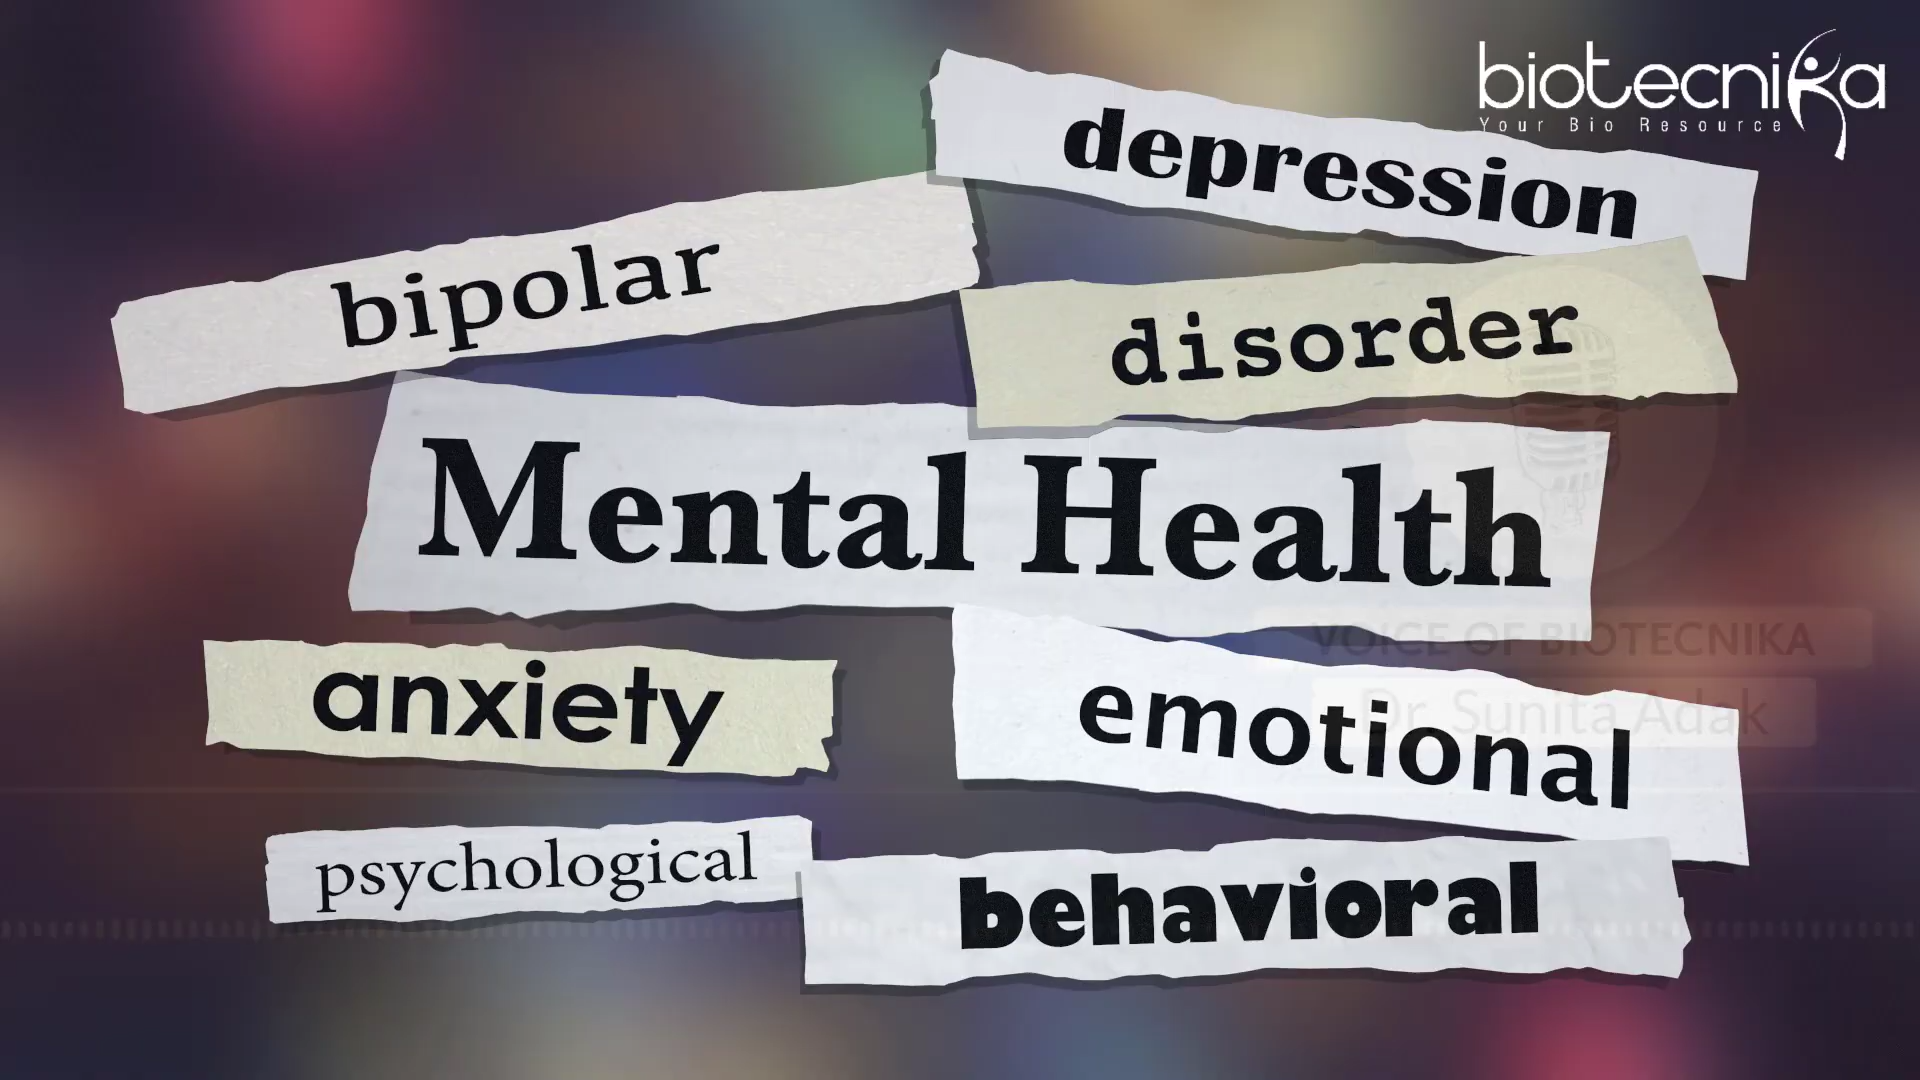 biotecnika
Your Bio Resource
depression
bipolar
disorder
Mental Health
anxiety
VOICE OF BIOTECNIKA
emotional
Dr. Sunita Adak
psychological
behavioral